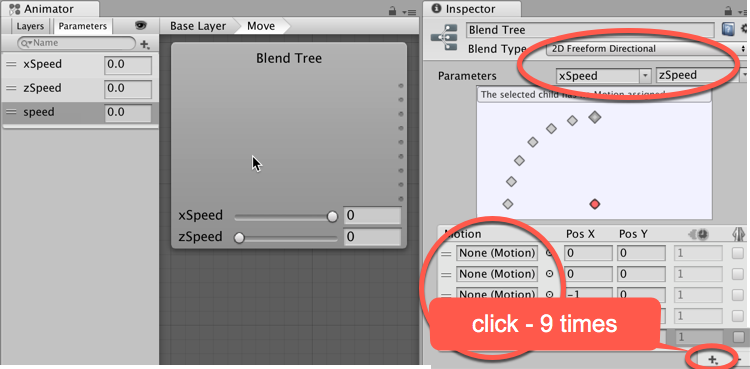 Animator
Layers Parameters
Name
xSpeed 0.0
zSpeed 0.0
speed 0.0
Base Layer Move
Blend Tree
xSpeed 0
zSpeed 0
Inspector
Blend Tree
Blend Type 2D Freeform Directional
Parameters xSpeed zSpeed
The selected child has Motion assigned
Motion Pos X Pos Y
None (Motion) 0 0 1
None (Motion) 0 0 1
None (Motion) -1 0 1
1
1
click - 9 times